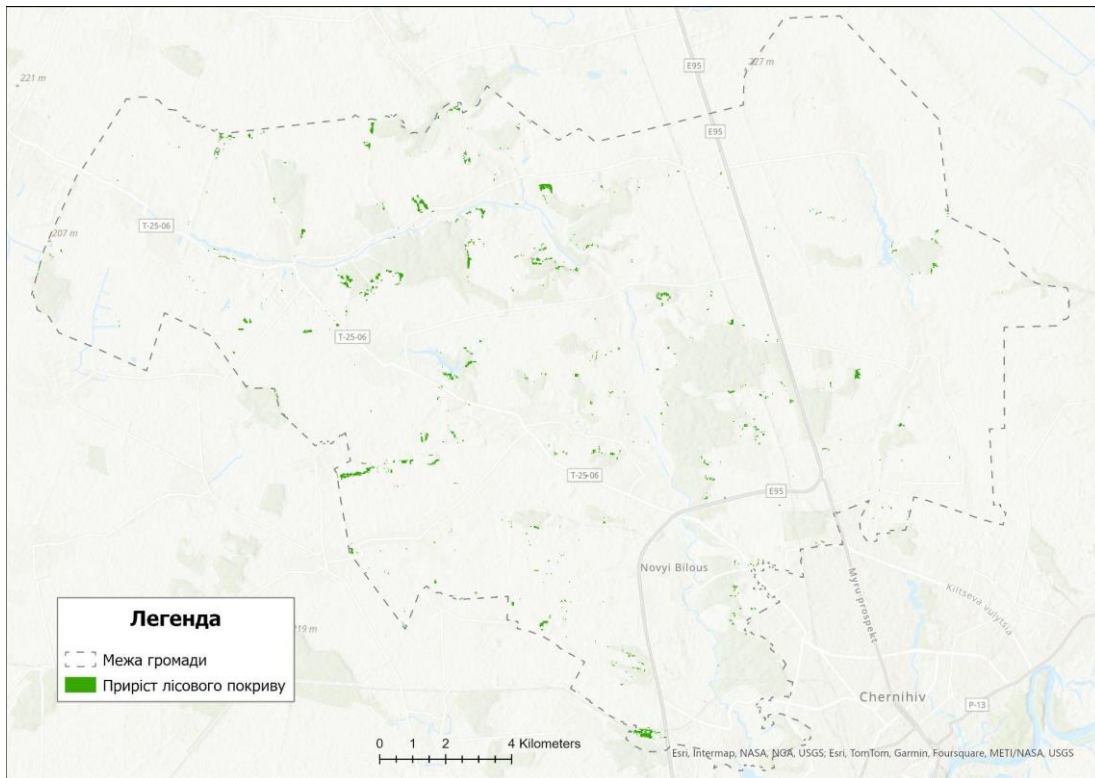 221 m
E95
227 m
E95
T-25-06
207 m
T-25-06
T-25-06
E95
Novyi Bilous
Myru prospekt
Kiltseva vulytsia
219 m
Chernihiv
P-13
Легенда
Межа громади
Приріст лісового покриву
0 1 2 4 Kilometers
Esri, Intermap, NASA, NGA, USGS; Esri, TomTom, Garmin, Foursquare, METI/NASA, USGS